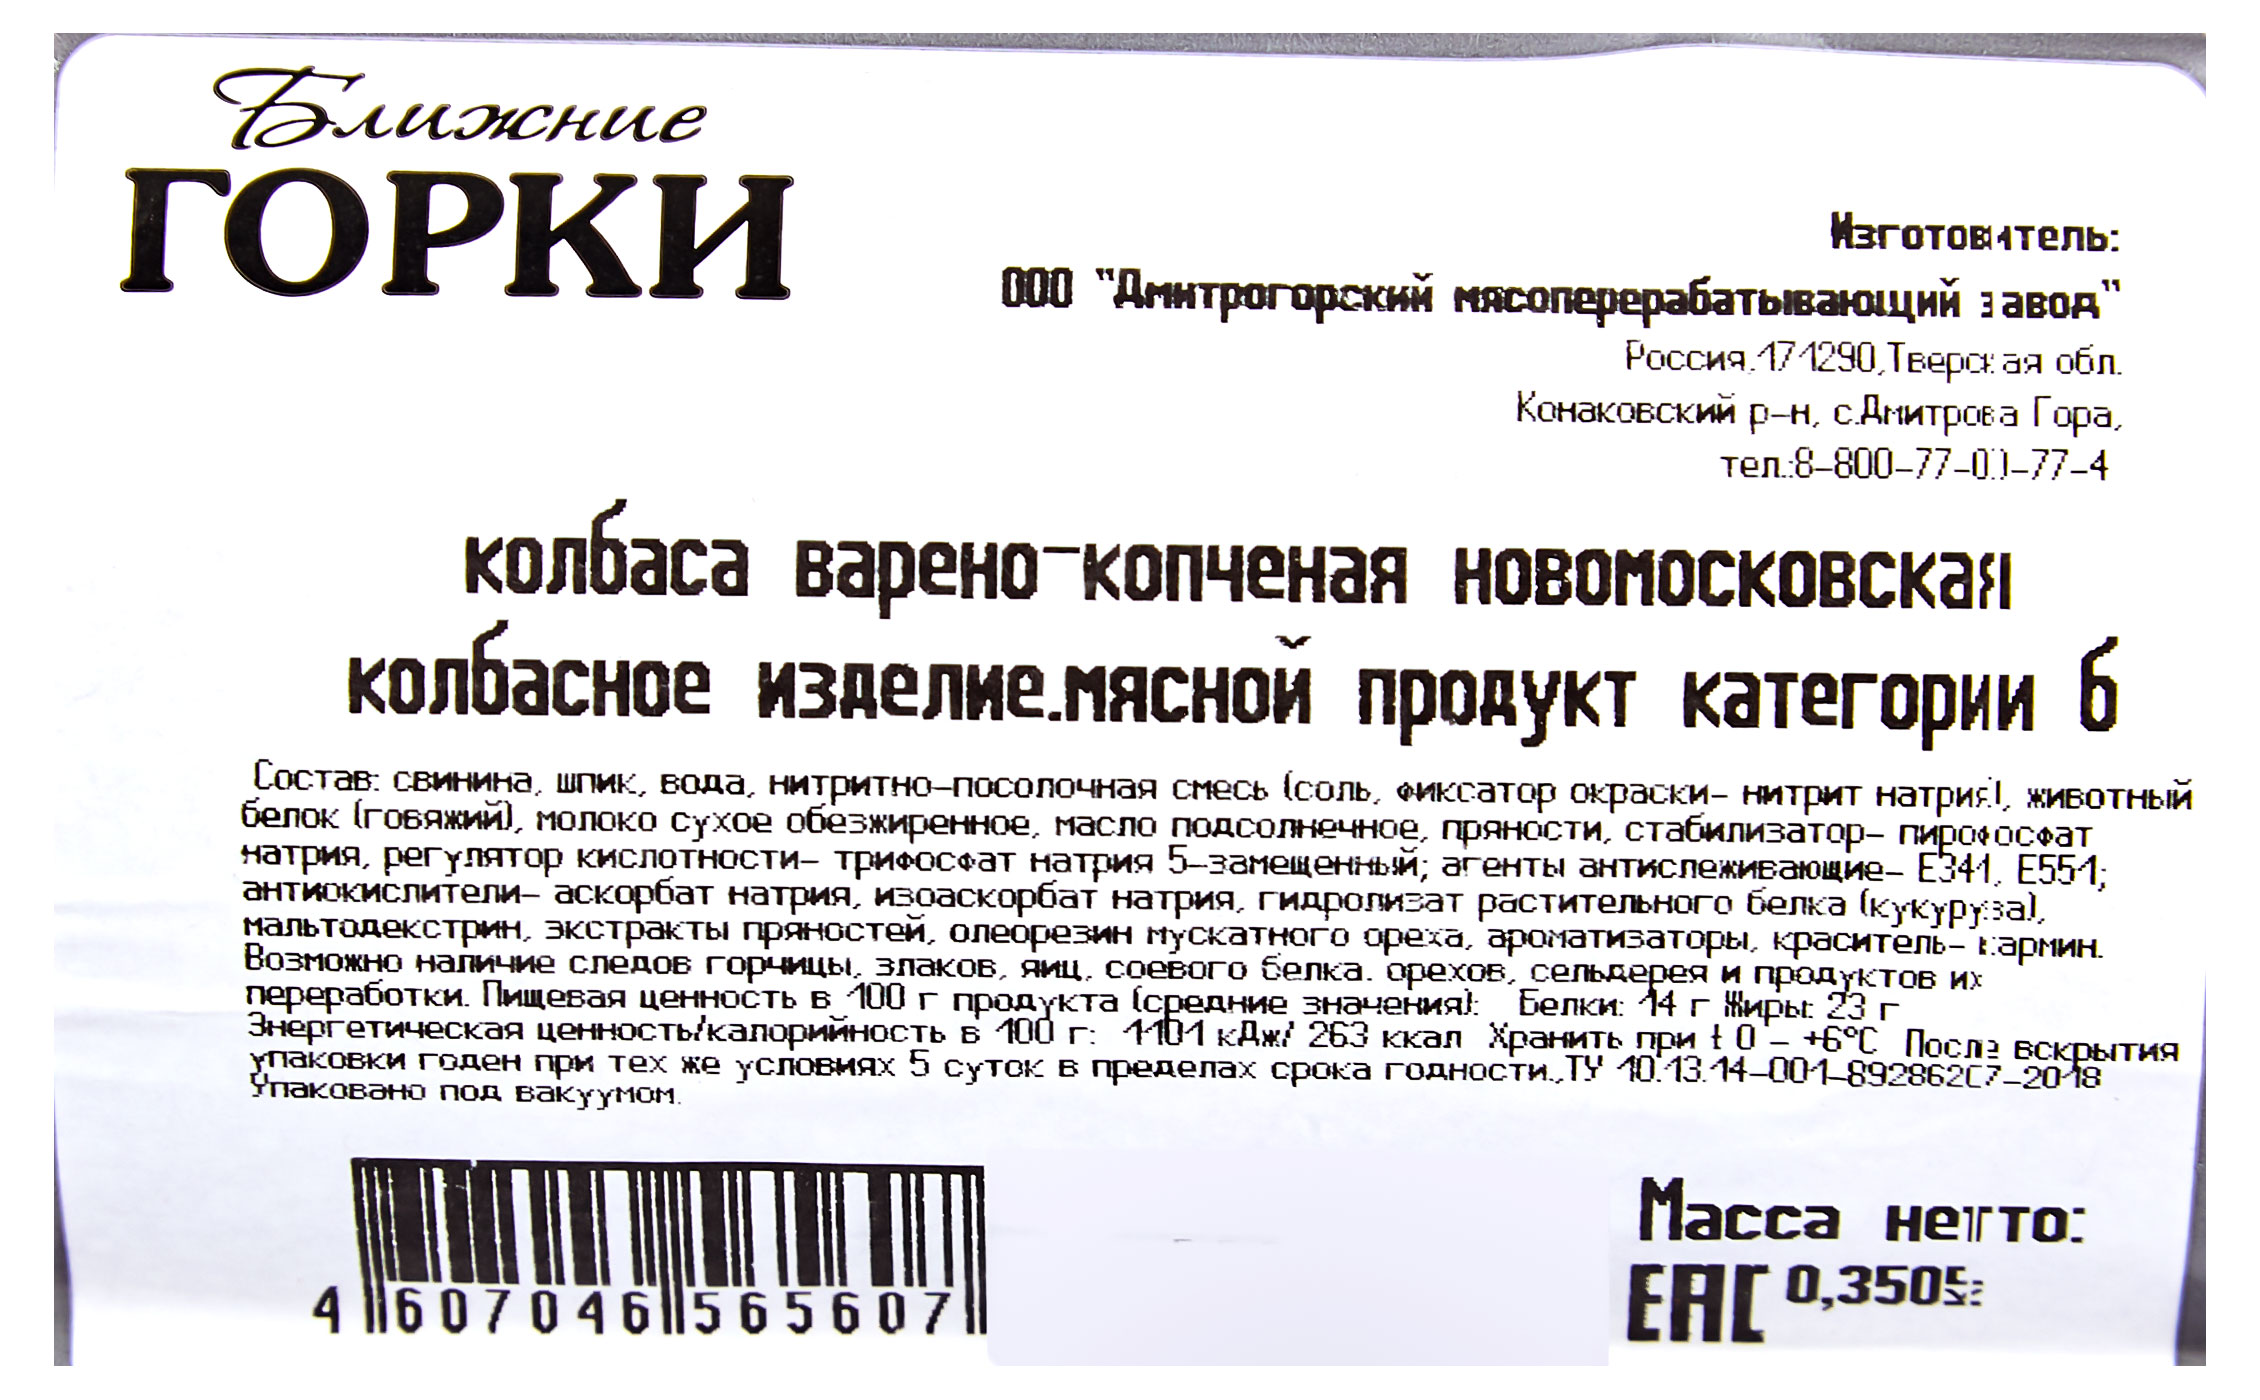 Ближние
ГОРКИ
Изготовитель:
ООО "Дмитрогорский мясоперерабатывающий завод"
Россия,171290,Тверская обл.
Конаковский р-н, с.Дмитрова Гора,
тел.:8-800-77-00-77-4
колбаса варено-копченая новомосковская
колбасное изделие.мясной продукт категории б
Состав: свинина, шпик, вода, нитритно-посолочная смесь (соль, фиксатор окраски- нитрит натрия), животный
белок (говяжий), молоко сухое обезжиренное, масло подсолнечное, пряности, стабилизатор- пирофосфат
натрия, регулятор кислотности- трифосфат натрия 5-замещенный; агенты антислеживающие- Е341, Е551;
антиокислители- аскорбат натрия, изоаскорбат натрия, гидролизат растительного белка (кукуруза),
мальтодекстрин, экстракты пряностей, олеорезин мускатного ореха, ароматизаторы, краситель- кармин.
Возможно наличие следов горчицы, злаков, яиц, соевого белка. орехов, сельдерея и продуктов их
переработки. Пищевая ценность в 100 г продукта (средние значения): Белки: 14 г Жиры: 23 г
Энергетическая ценность/калорийность в 100 г: 1101 кДж/ 263 ккал Хранить при t 0 - +6°С После вскрытия
упаковки годен при тех же условиях 5 суток в пределах срока годности.,ТУ 10.13.14-001-89286207-2018
Упаковано под вакуумом.
4 607046 565607
Масса нетто:
ЕАС 0,350